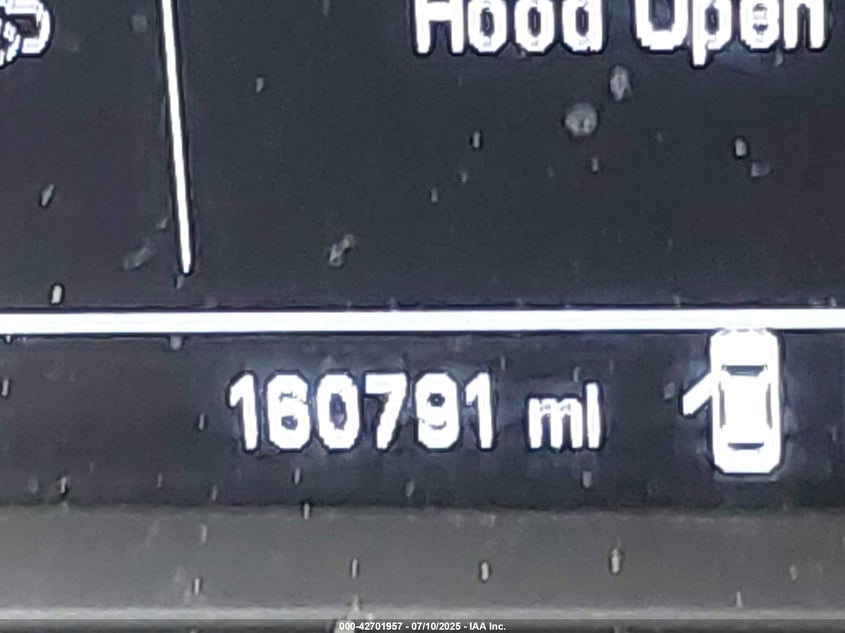 Hood Open
160791 mi
000-42701957 - 07/10/2025 - IAA Inc.